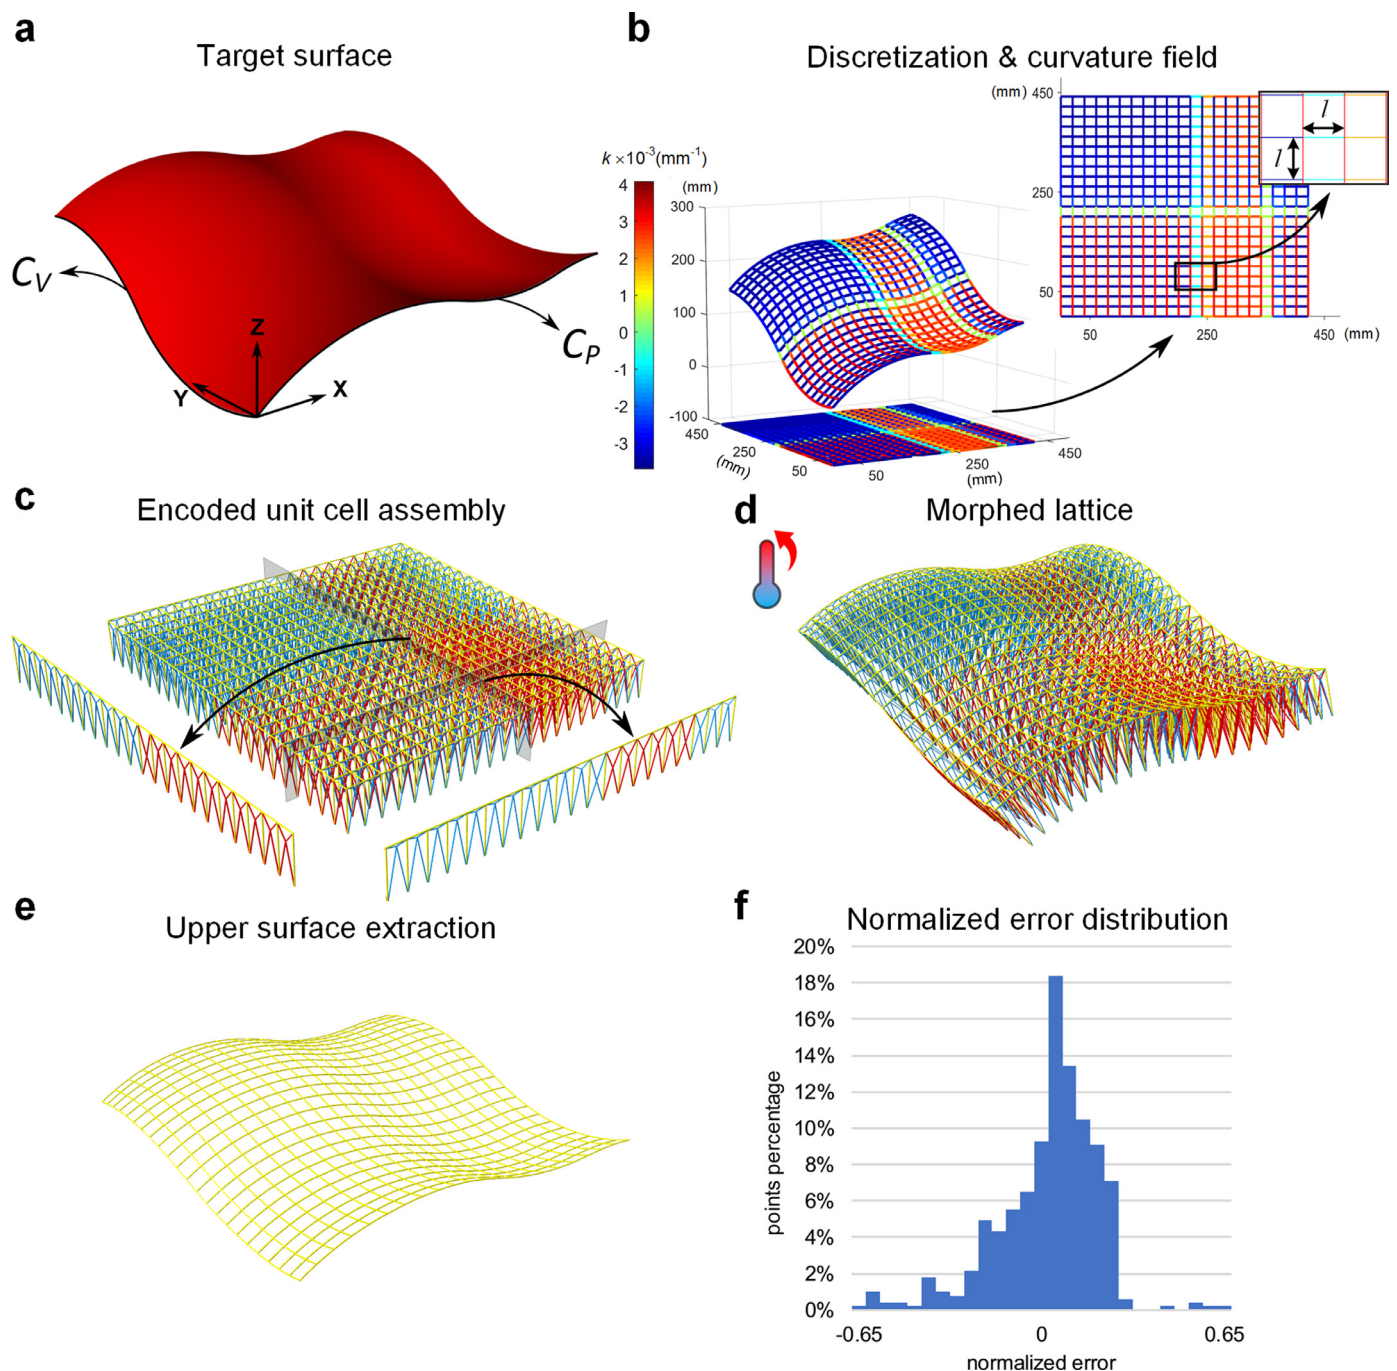 a
Target surface
C_V
C_P
Z
Y
X
b
Discretization & curvature field
k ×10⁻³(mm⁻¹)
4
3
2
1
0
-1
-2
-3
(mm)
300
200
100
0
-100
450
250
50
(mm)
50
250
450
(mm)
(mm) 450
250
50
50
250
450 (mm)
l
l
c
Encoded unit cell assembly
d
Morphed lattice
e
Upper surface extraction
f
Normalized error distribution
20%
18%
16%
14%
12%
10%
8%
6%
4%
2%
0%
points percentage
-0.65
0
0.65
normalized error